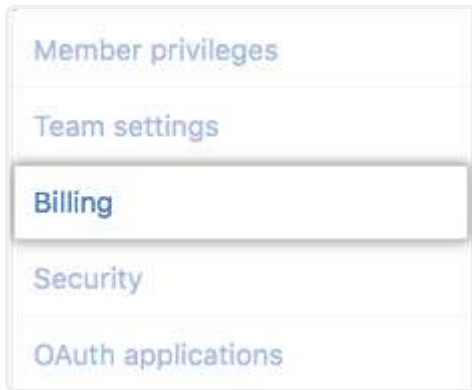 Member privileges
Team settings
Billing
Security
OAuth applications